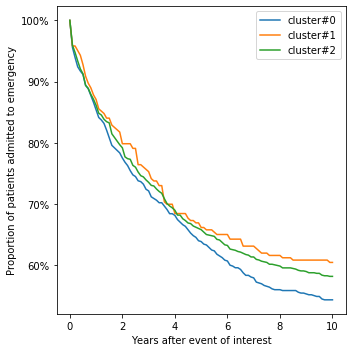 cluster#0
cluster#1
cluster#2
100%
90%
80%
70%
60%
Proportion of patients admitted to emergency
0
2
4
6
8
10
Years after event of interest